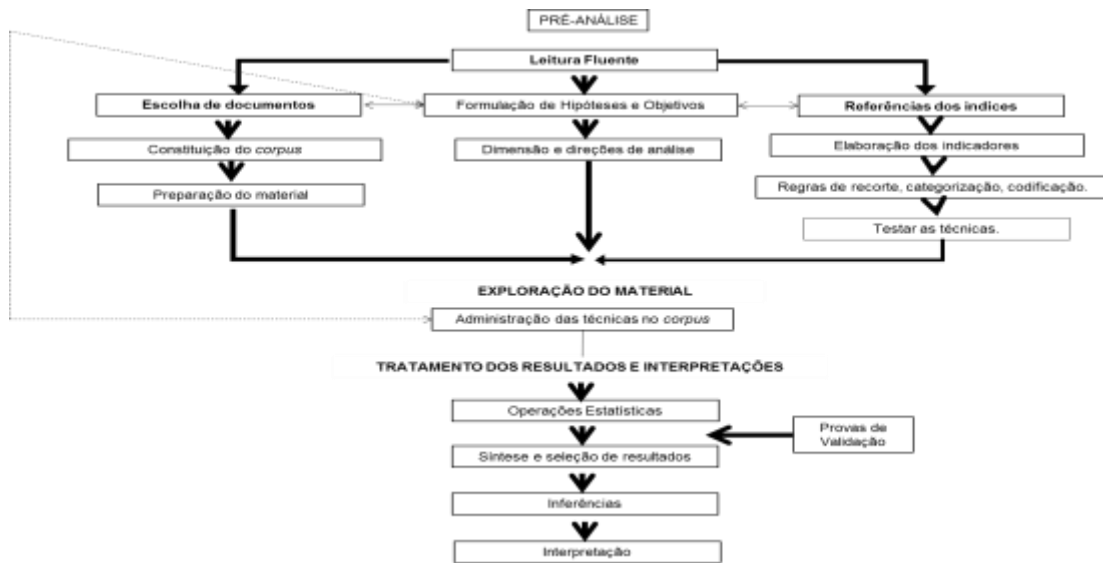 PRÉ-ANÁLISE
Leitura Fluente
Escolha de documentos
Formulação de Hipóteses e Objetivos
Referências dos indices
Constituição do corpus
Dimensão e direções de análise
Elaboração dos indicadores
Preparação do material
Regras de recorte, categorização, codificação.
Testar as técnicas.
EXPLORAÇÃO DO MATERIAL
Administração das técnicas no corpus
TRATAMENTO DOS RESULTADOS E INTERPRETAÇÕES
Operações Estatísticas
Provas de
Validação
Síntese e seleção de resultados
Inferências
Interpretação